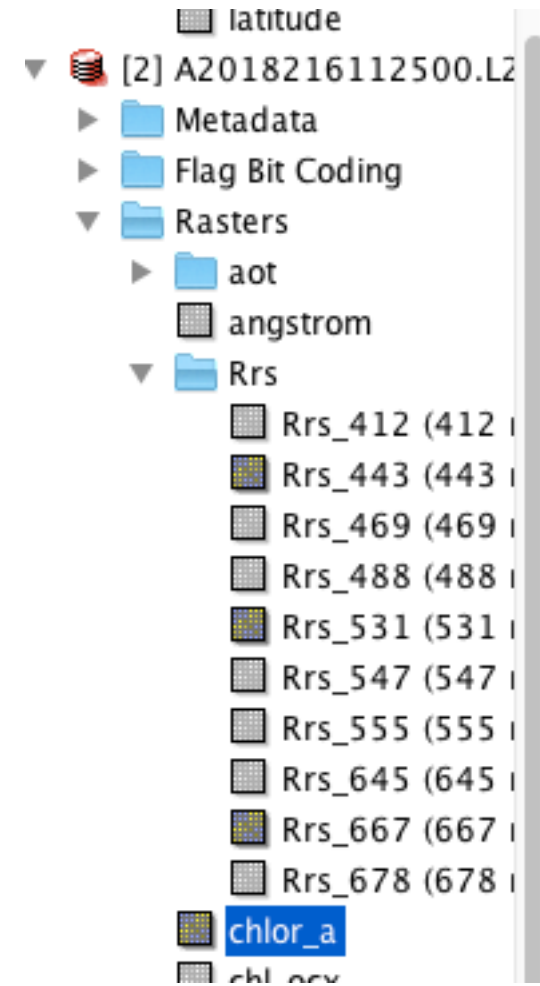 latitude
[2] A2018216112500.L2
Metadata
Flag Bit Coding
Rasters
aot
angstrom
Rrs
Rrs_412 (412
Rrs_443 (443
Rrs_469 (469
Rrs_488 (488
Rrs_531 (531
Rrs_547 (547
Rrs_555 (555
Rrs_645 (645
Rrs_667 (667
Rrs_678 (678
chlor_a
chl_ocx